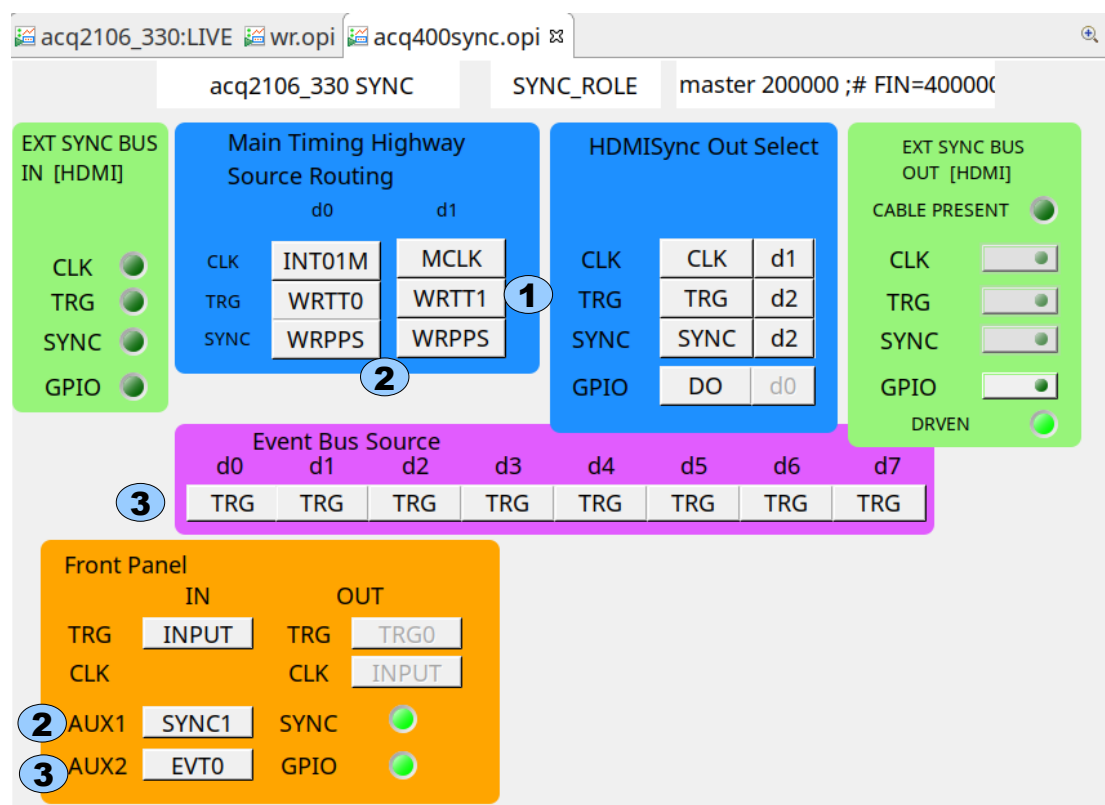 acq2106_330:LIVE wr.opi acq400sync.opi
acq2106_330 SYNC SYNC_ROLE master 200000 ;# FIN=400000
EXT SYNC BUS
IN [HDMI]
CLK
TRG
SYNC
GPIO
Main Timing Highway
Source Routing
d0 d1
CLK INT01M MCLK
TRG WRTT0 WRTT1 1
SYNC WRPPS WRPPS
2
HDMISync Out Select
CLK CLK d1
TRG TRG d2
SYNC SYNC d2
GPIO DO d0
EXT SYNC BUS
OUT [HDMI]
CABLE PRESENT
CLK
TRG
SYNC
GPIO
DRVEN
Event Bus Source
d0 d1 d2 d3 d4 d5 d6 d7
3 TRG TRG TRG TRG TRG TRG TRG TRG
Front Panel
IN OUT
TRG INPUT TRG TRG0
CLK CLK INPUT
2 AUX1 SYNC1 SYNC
3 AUX2 EVT0 GPIO